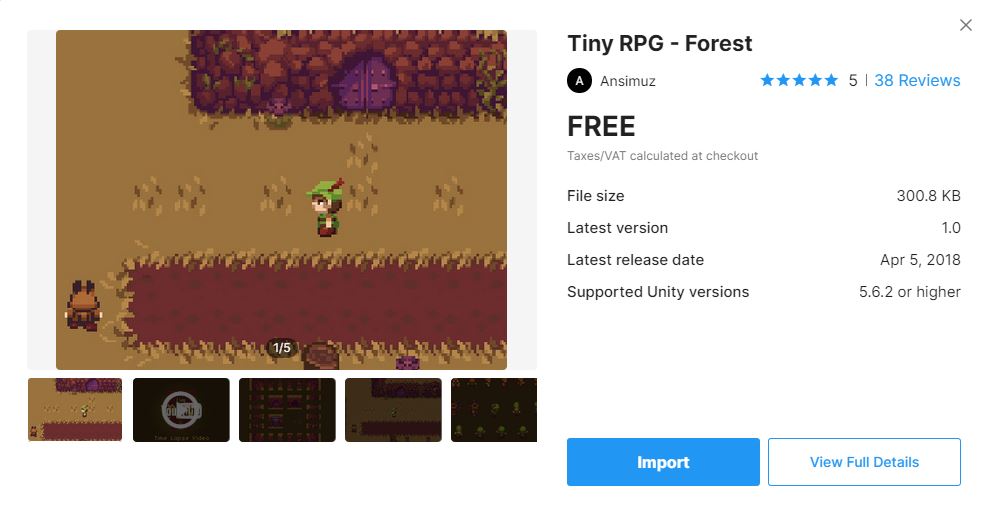 Tiny RPG - Forest
A Ansimuz
5 | 38 Reviews
FREE
Taxes/VAT calculated at checkout
File size 300.8 KB
Latest version 1.0
Latest release date Apr 5, 2018
Supported Unity versions 5.6.2 or higher
1/5
Time Lapse Video
Import View Full Details